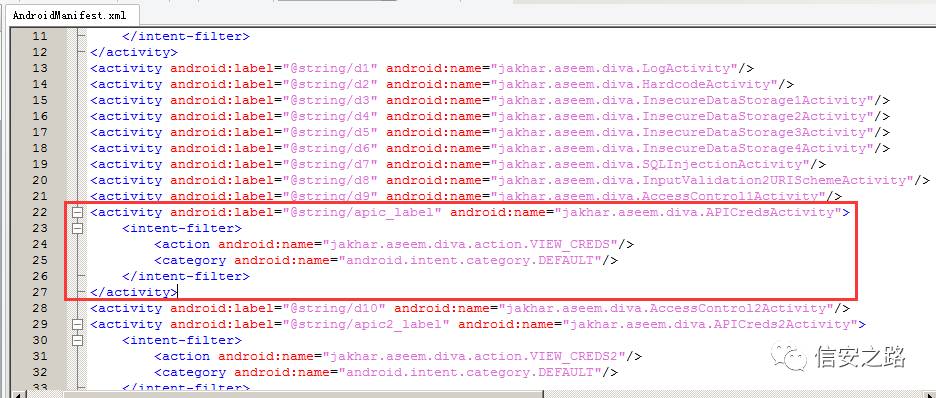 AndroidManifest.xml
11 </intent-filter>
12 </activity>
13 <activity android:label="@string/d1" android:name="jakhar.aseem.diva.LogActivity"/>
14 <activity android:label="@string/d2" android:name="jakhar.aseem.diva.HardcodeActivity"/>
15 <activity android:label="@string/d3" android:name="jakhar.aseem.diva.InsecureDataStorage1Activity"/>
16 <activity android:label="@string/d4" android:name="jakhar.aseem.diva.InsecureDataStorage2Activity"/>
17 <activity android:label="@string/d5" android:name="jakhar.aseem.diva.InsecureDataStorage3Activity"/>
18 <activity android:label="@string/d6" android:name="jakhar.aseem.diva.InsecureDataStorage4Activity"/>
19 <activity android:label="@string/d7" android:name="jakhar.aseem.diva.SQLInjectionActivity"/>
20 <activity android:label="@string/d8" android:name="jakhar.aseem.diva.InputValidation2URISchemeActivity"/>
21 <activity android:label="@string/d9" android:name="jakhar.aseem.diva.AccessControl1Activity"/>
22 <activity android:label="@string/apic_label" android:name="jakhar.aseem.diva.APICredsActivity">
23 <intent-filter>
24 <action android:name="jakhar.aseem.diva.action.VIEW_CREDS"/>
25 <category android:name="android.intent.category.DEFAULT"/>
26 </intent-filter>
27 </activity>
28 <activity android:label="@string/d10" android:name="jakhar.aseem.diva.AccessControl2Activity"/>
29 <activity android:label="@string/apic2_label" android:name="jakhar.aseem.diva.APICreds2Activity">
30 <intent-filter>
31 <action android:name="jakhar.aseem.diva.action.VIEW_CREDS2"/>
32 <category android:name="android.intent.category.DEFAULT"/>
33 </intent-filter>
信安之路